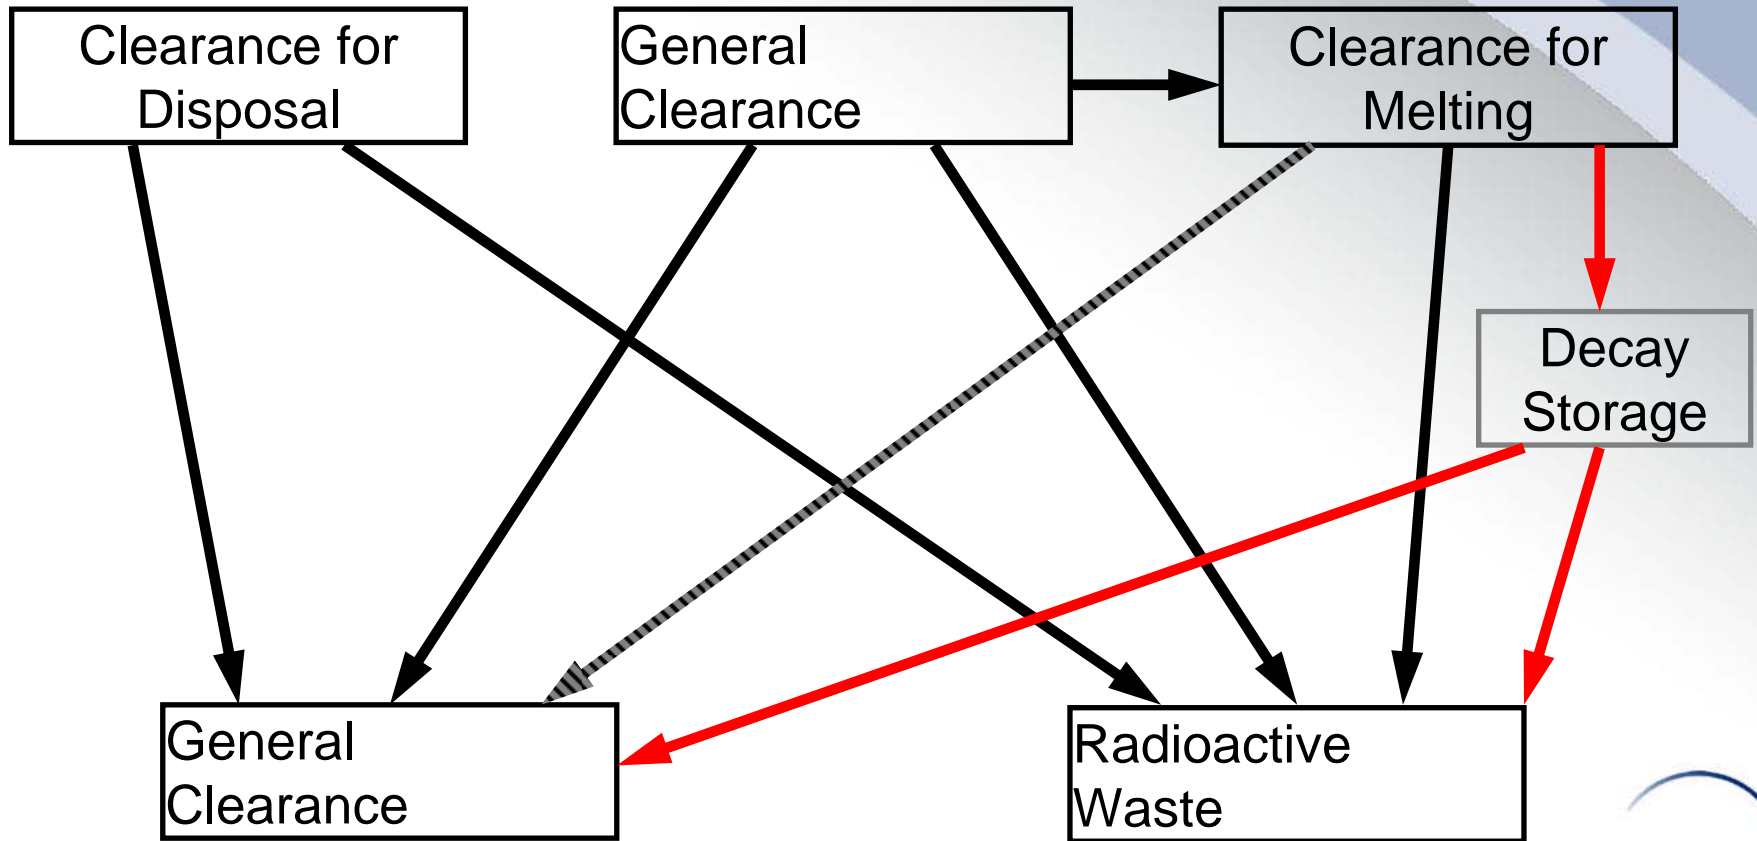 Clearance for
Disposal
General
Clearance
Clearance for
Melting
Decay
Storage
General
Clearance
Radioactive
Waste